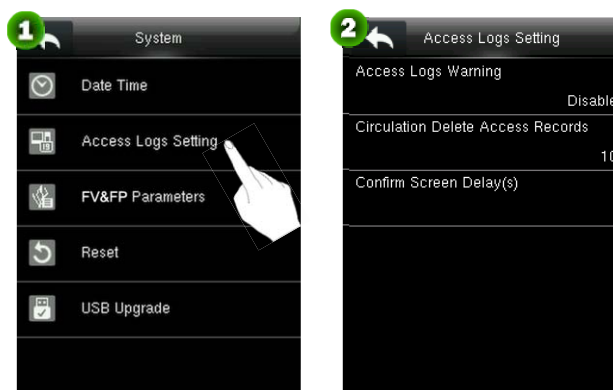 1
System
Date Time
Access Logs Setting
FV&FP Parameters
Reset
USB Upgrade
2
Access Logs Setting
Access Logs Warning
Circulation Delete Access Records
10
Confirm Screen Delay(s)